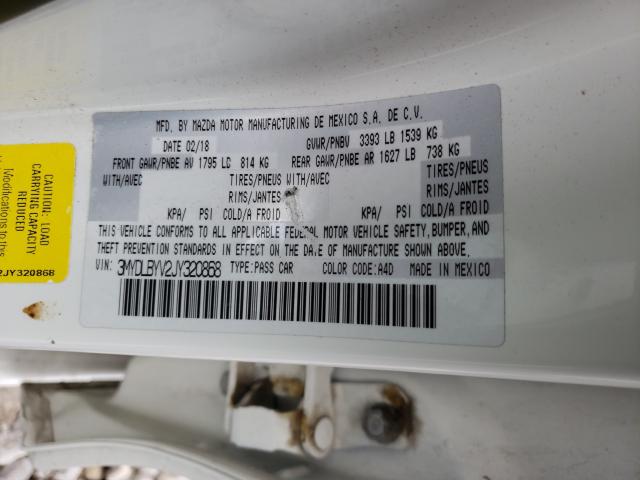 MFD. BY MAZDA MOTOR MANUFACTURING DE MEXICO S.A. DE C.V.
DATE 02/18 GVWR/PNBV 3393 LB 1539 KG
FRONT GAWR/PNBE AV 1795 LC 814 KG REAR GAWR/PNBE AR 1627 LB 738 KG
WITH/AVEC TIRES/PNEUS WITH/AVEC TIRES/PNEUS
RIMS/JANTES RIMS/JANTES
KPA/ PSI COLD/A FROID KPA/ PSI COLD/A FROID
THIS VEHICLE CONFORMS TO ALL APPLICABLE FEDERAL MOTOR VEHICLE SAFETY, BUMPER, AND
THEFT PREVENTION STANDARDS IN EFFECT ON THE DATE OF MANUFACTURE SHOWN ABOVE.
VIN: 3MYDLBYV2JY320868 TYPE: PASS CAR COLOR CODE: A4D MADE IN MEXICO
CAUTION: LOAD
CARRYING CAPACITY
REDUCED
Modifications to this
2JY320868